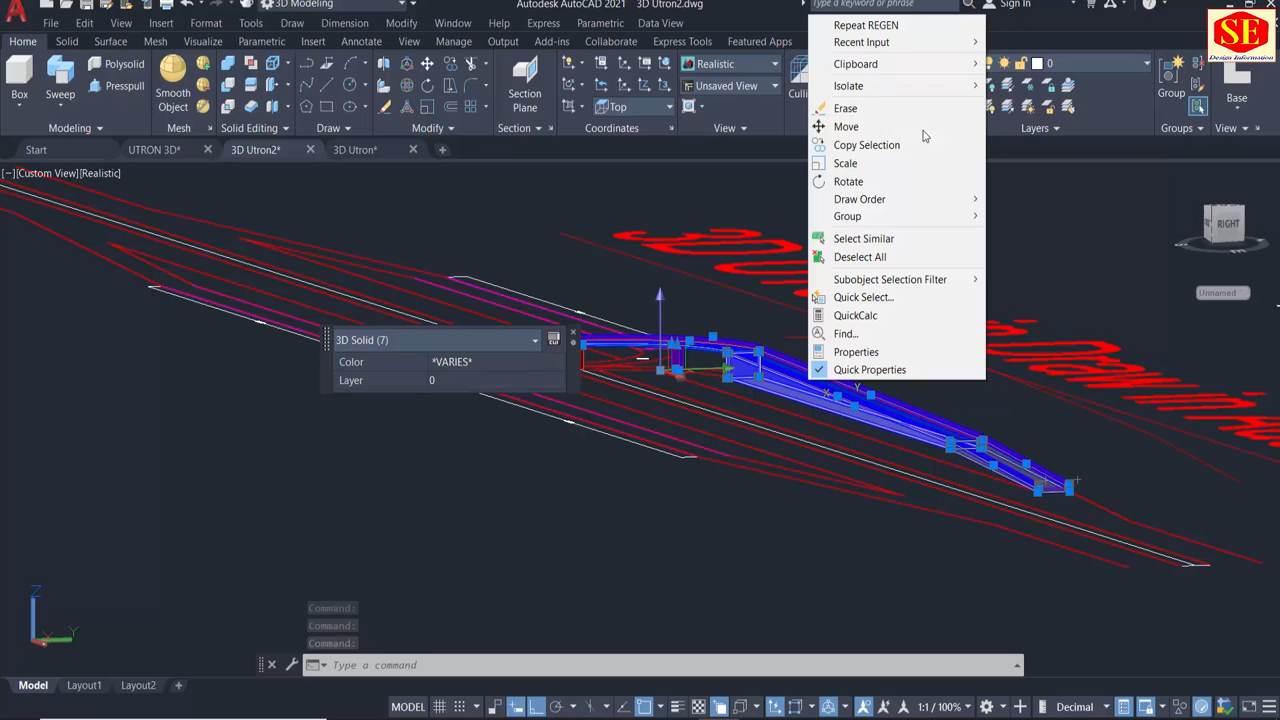 3D Modeling
Autodesk AutoCAD 2021 3D Utron2.dwg
Type a keyword or phrase
Sign In
File Edit View Insert Format Tools Draw Dimension Modify Window Express Parametric Data View
Home Solid Surface Mesh Visualize Parametric Insert Annotate View Manage Output Add-ins Collaborate Express Tools Featured Apps
Box
Sweep
Polysolid
Presspull
Smooth
Object
Section
Plane
Realistic
Unsaved View
Top
0
Group
Base
Modeling
Mesh
Solid Editing
Draw
Section
Coordinates
View
Layers
Groups
View
SE
Design Information
Start
UTRON 3D*
3D Utron2*
3D Utron*
[−][Custom View][Realistic]
Repeat REGEN
Recent Input
Clipboard
Isolate
Erase
Move
Copy Selection
Scale
Rotate
Draw Order
Group
Select Similar
Deselect All
Subobject Selection Filter
Quick Select...
QuickCalc
Find...
Properties
Quick Properties
RIGHT
Unnamed
3D Solid (7)
Color *VARIES*
Layer 0
X
Y
Z
X
Y
Command:
Command:
Command:
Type a command
Model Layout1 Layout2 +
MODEL
1:1 / 100%
Decimal